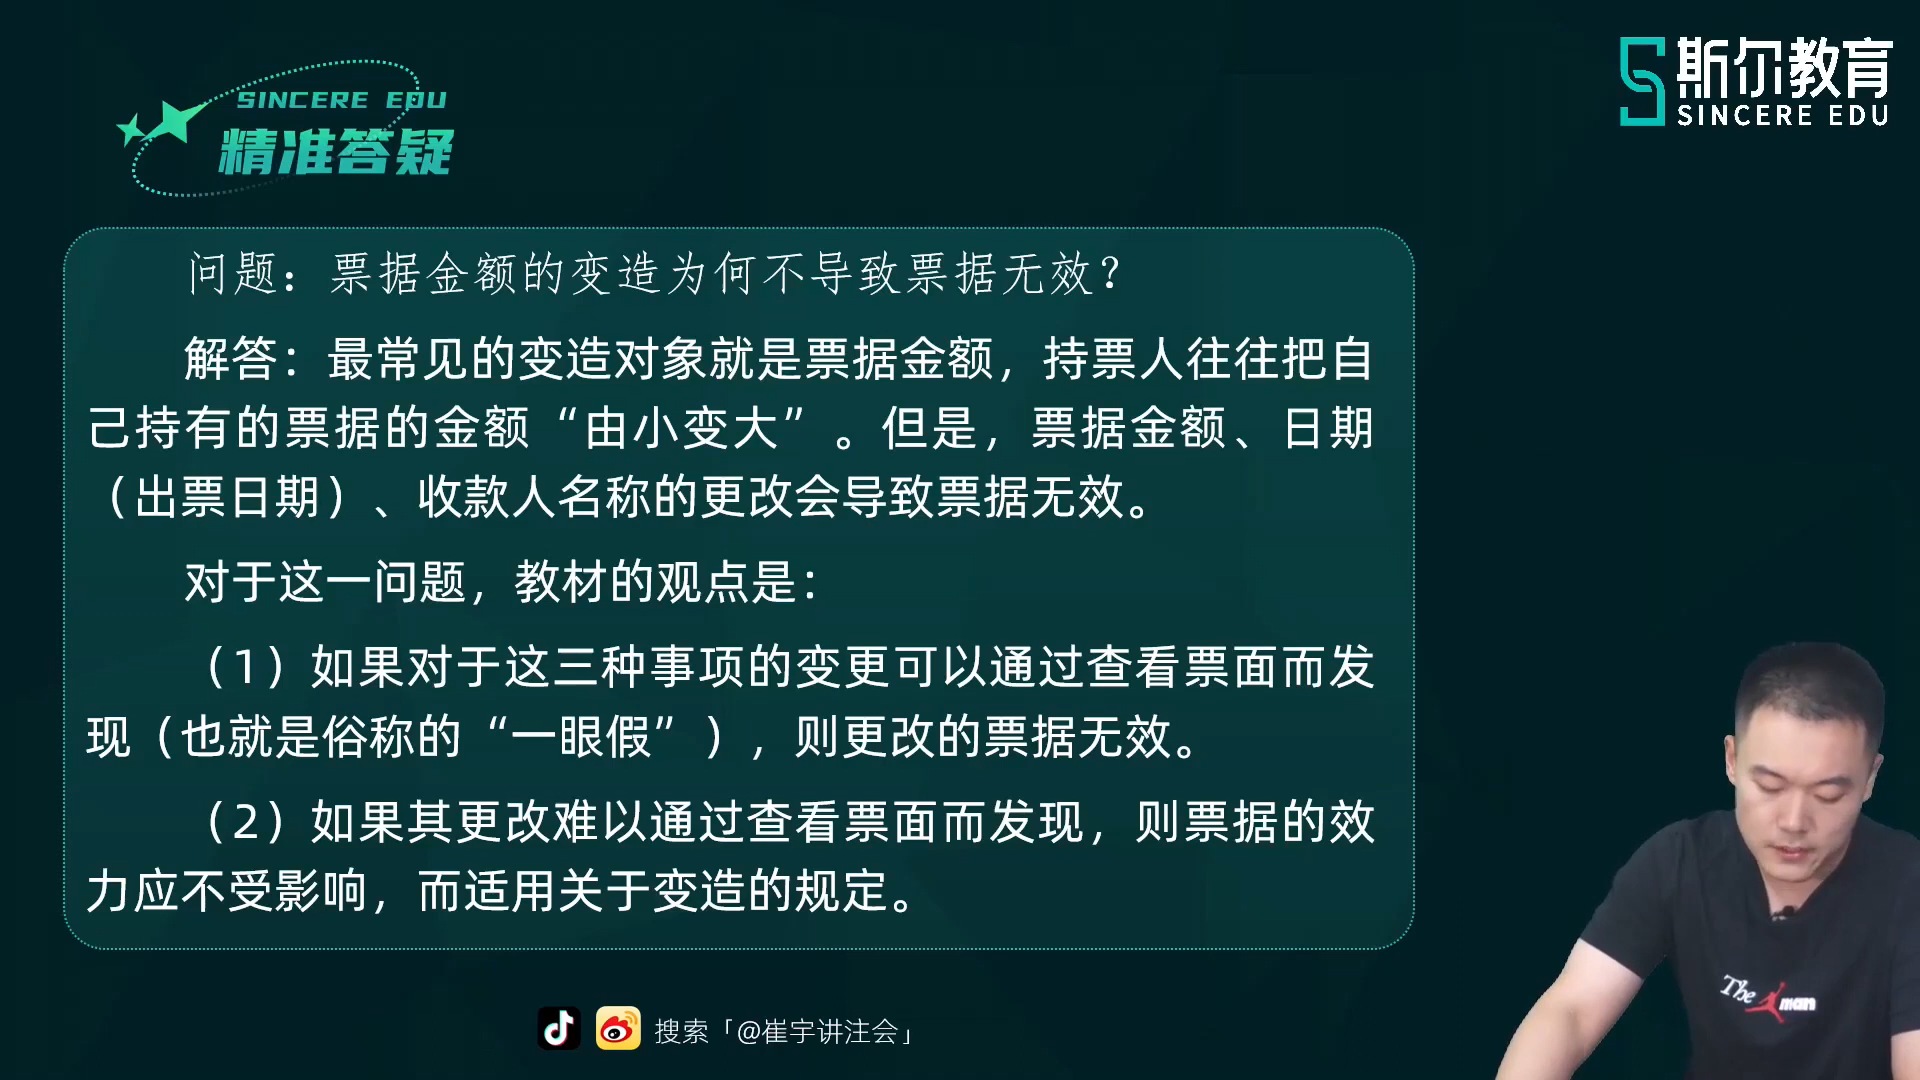 SINCERE EDU
精准答疑
斯尔教育
SINCERE EDU
问题：票据金额的变造为何不导致票据无效？
解答：最常见的变造对象就是票据金额，持票人往往把自
己持有的票据的金额“由小变大”。但是，票据金额、日期
（出票日期）、收款人名称的更改会导致票据无效。
对于这一问题，教材的观点是：
（1）如果对于这三种事项的变更可以通过查看票面而发
现（也就是俗称的“一眼假”），则更改的票据无效。
（2）如果其更改难以通过查看票面而发现，则票据的效
力应不受影响，而适用关于变造的规定。
The man
搜索「@崔宇讲注会」